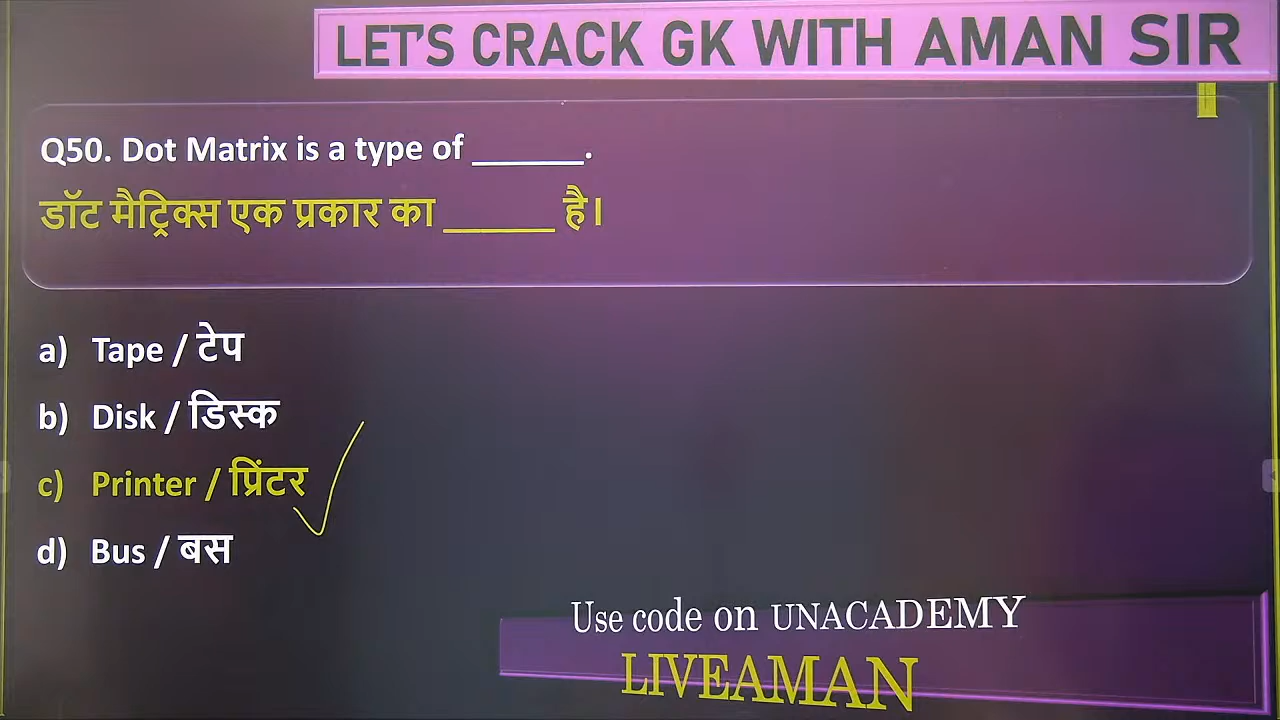 LET'S CRACK GK WITH AMAN SIR
Q50. Dot Matrix is a type of ______.
डॉट मैट्रिक्स एक प्रकार का ______ है।
a) Tape / टेप
b) Disk / डिस्क
c) Printer / प्रिंटर
d) Bus / बस
Use code on UNACADEMY
LIVEAMAN